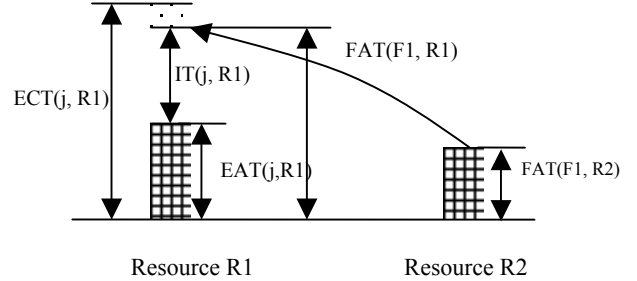 FAT(F1, R1)
IT(j, R1)
ECT(j, R1)
EAT(j,R1)
FAT(F1, R2)
Resource R1
Resource R2